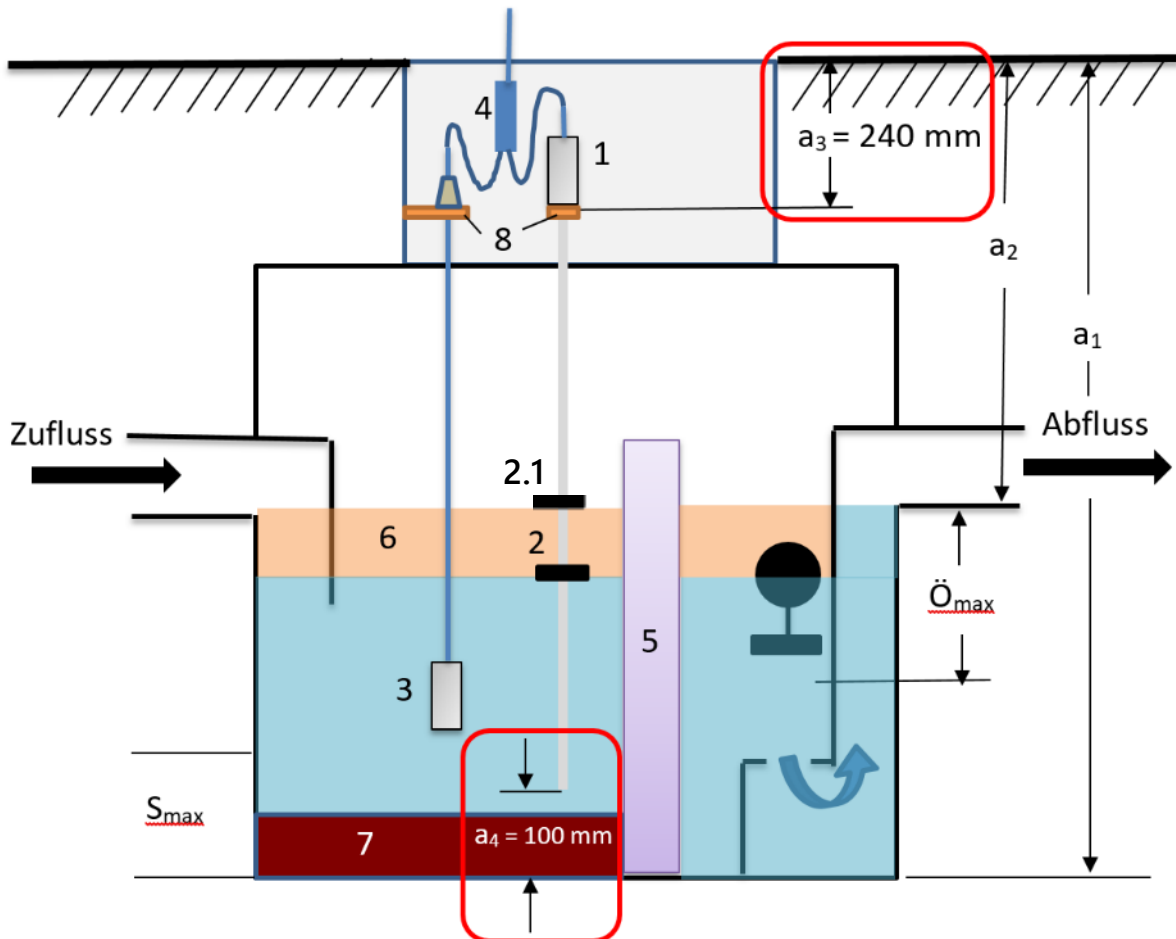 4
1
a₃ = 240 mm
8
a₂
a₁
Zufluss
Abfluss
2.1
6
2
Ömax
5
3
Smax
7
a₄ = 100 mm